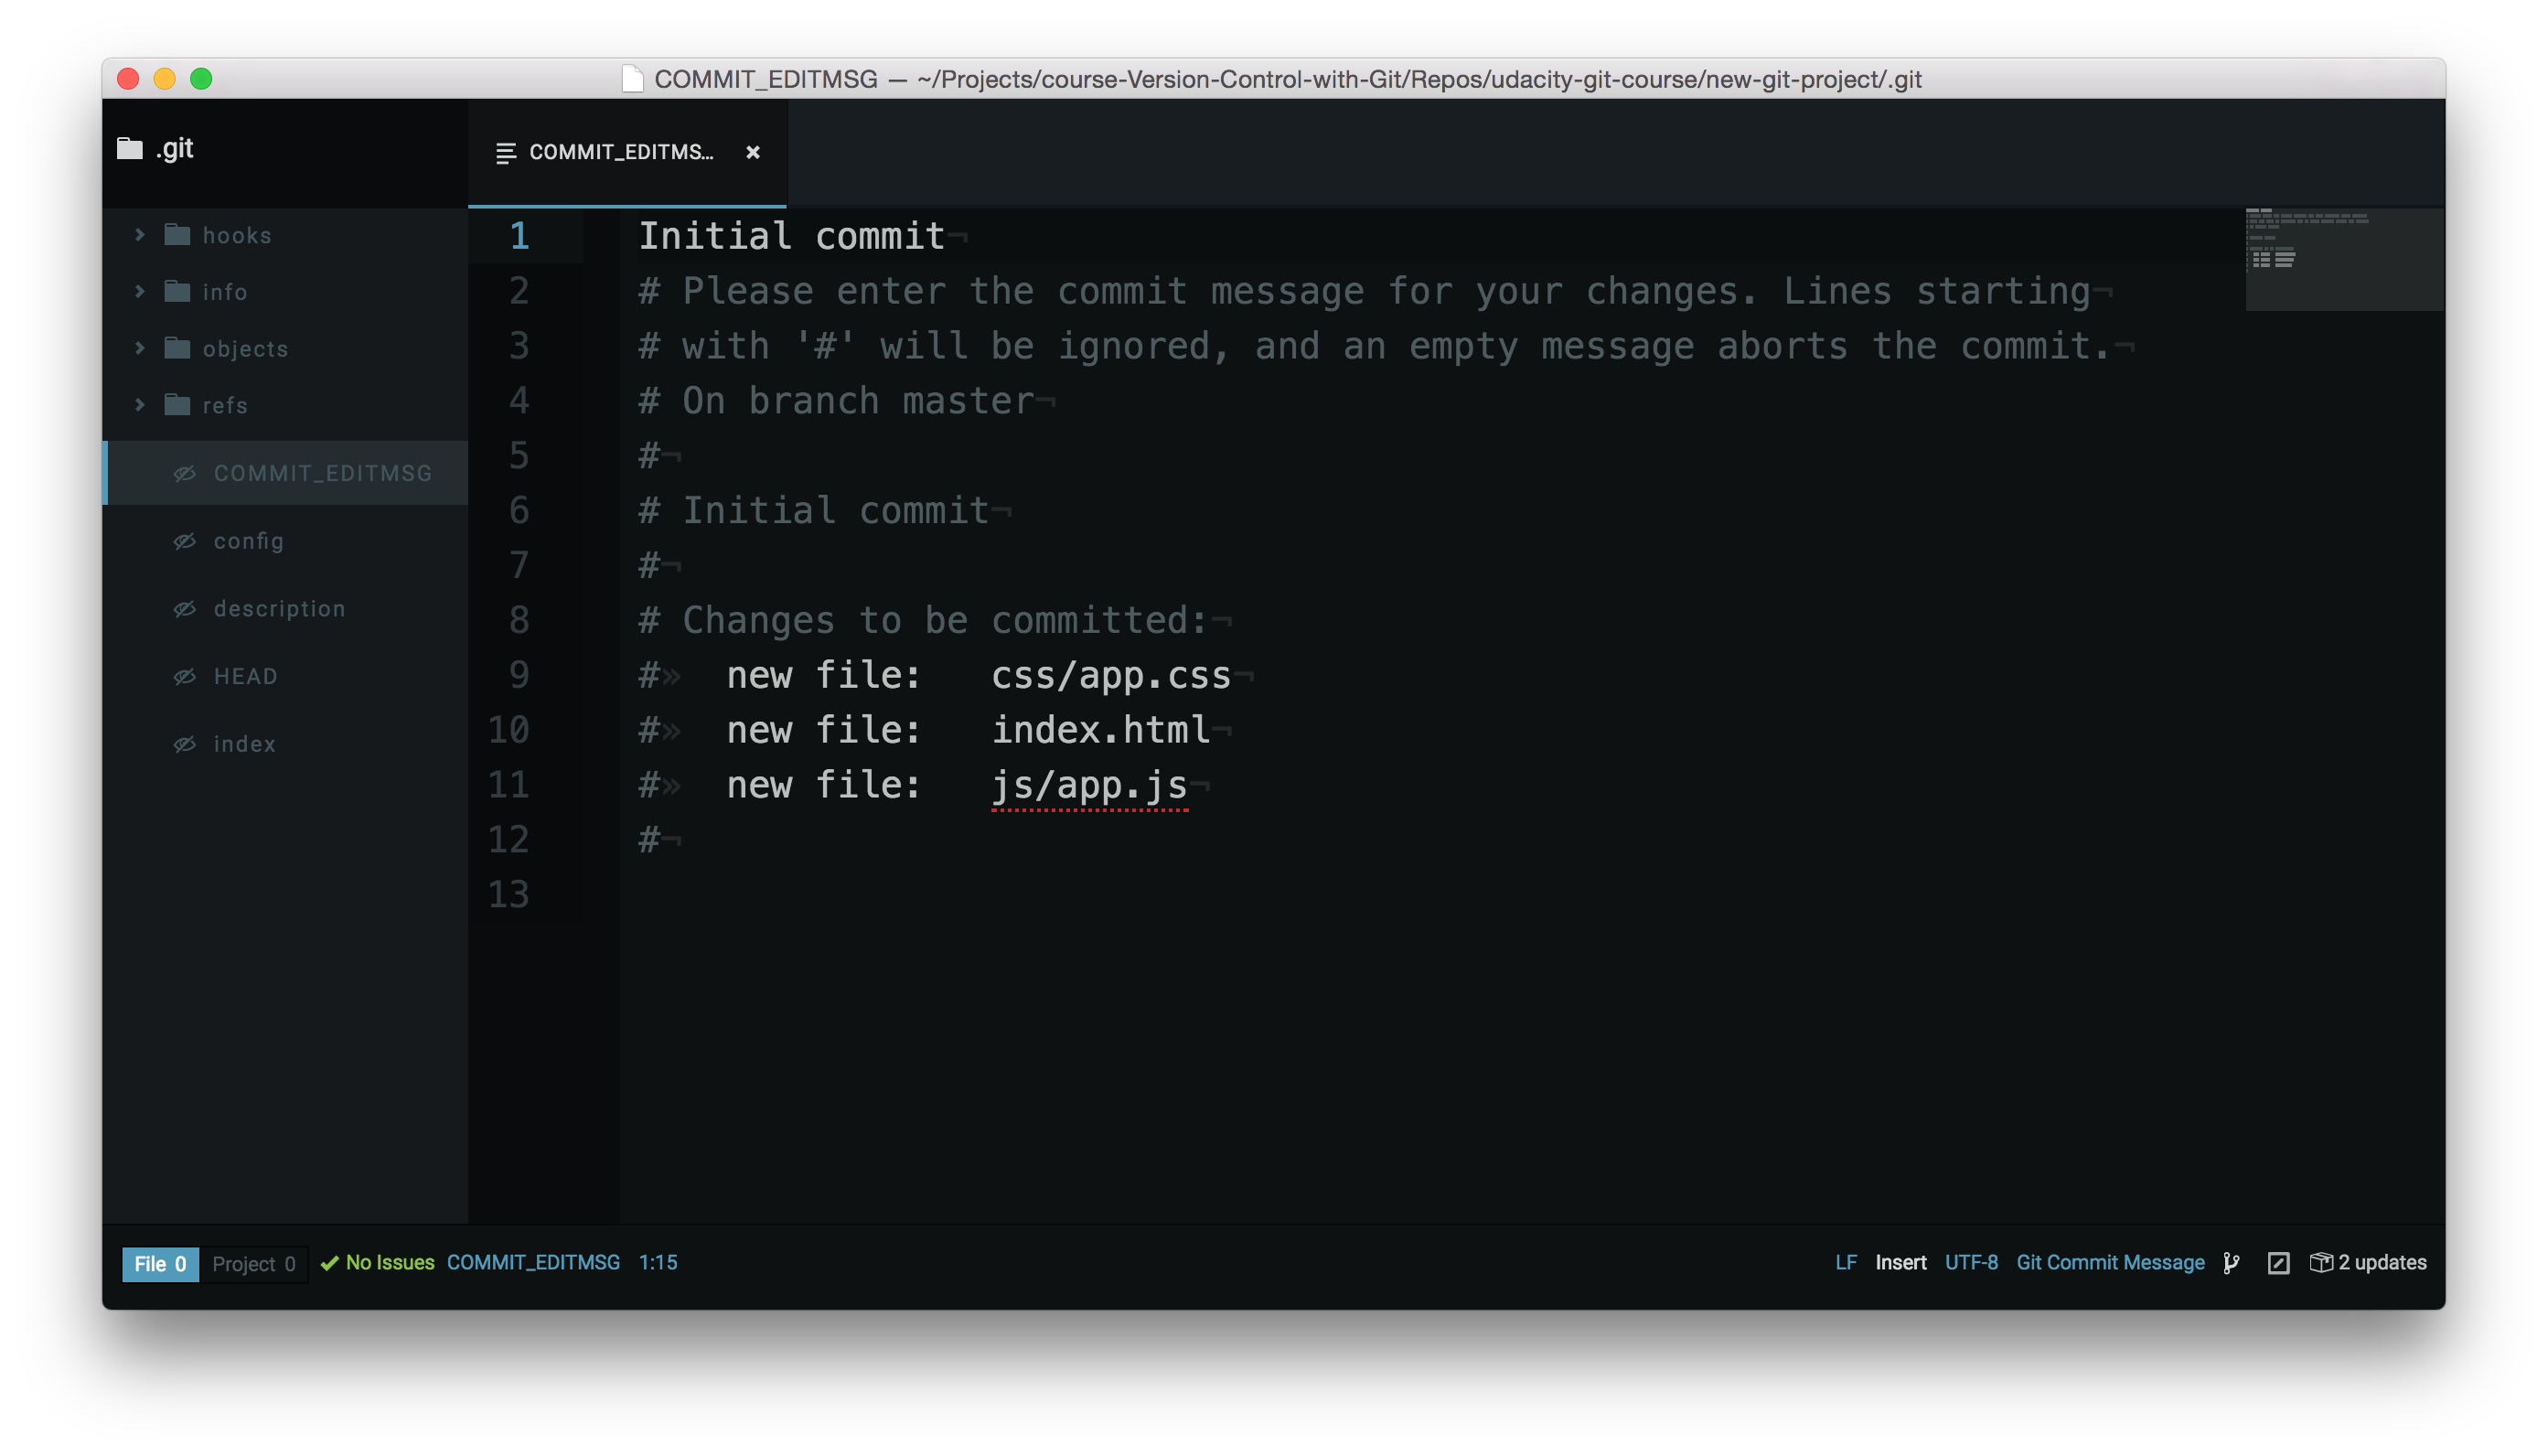 COMMIT_EDITMSG — ~/Projects/course-Version-Control-with-Git/Repos/udacity-git-course/new-git-project/.git
.git
COMMIT_EDITMS...
hooks
info
objects
refs
COMMIT_EDITMSG
config
description
HEAD
index
1 Initial commit¬
2 # Please enter the commit message for your changes. Lines starting¬
3 # with '#' will be ignored, and an empty message aborts the commit.¬
4 # On branch master¬
5 #¬
6 # Initial commit¬
7 #¬
8 # Changes to be committed:¬
9 #» new file: css/app.css¬
10 #» new file: index.html¬
11 #» new file: js/app.js¬
12 #¬
13
File 0 Project 0 No Issues COMMIT_EDITMSG 1:15 LF Insert UTF-8 Git Commit Message 2 updates